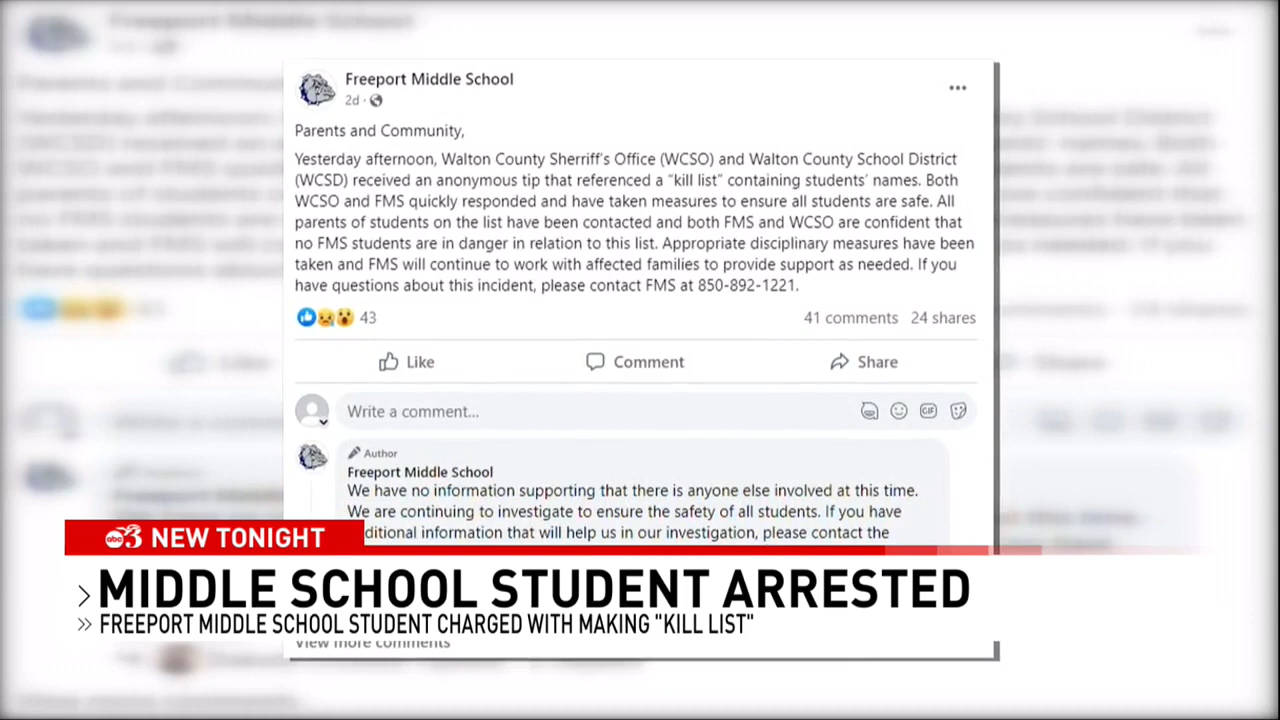 Freeport Middle School
2d ·
Parents and Community,
Yesterday afternoon, Walton County Sherriff's Office (WCSO) and Walton County School District
(WCSD) received an anonymous tip that referenced a "kill list" containing students' names. Both
WCSO and FMS quickly responded and have taken measures to ensure all students are safe. All
parents of students on the list have been contacted and both FMS and WCSO are confident that
no FMS students are in danger in relation to this list. Appropriate disciplinary measures have been
taken and FMS will continue to work with affected families to provide support as needed. If you
have questions about this incident, please contact FMS at 850-892-1221.
43 41 comments 24 shares
Like Comment Share
Write a comment... GIF
Author
Freeport Middle School
We have no information supporting that there is anyone else involved at this time.
We are continuing to investigate to ensure the safety of all students. If you have
ditional information that will help us in our investigation, please contact the
abc 3 NEW TONIGHT
MIDDLE SCHOOL STUDENT ARRESTED
FREEPORT MIDDLE SCHOOL STUDENT CHARGED WITH MAKING "KILL LIST"
View more comments